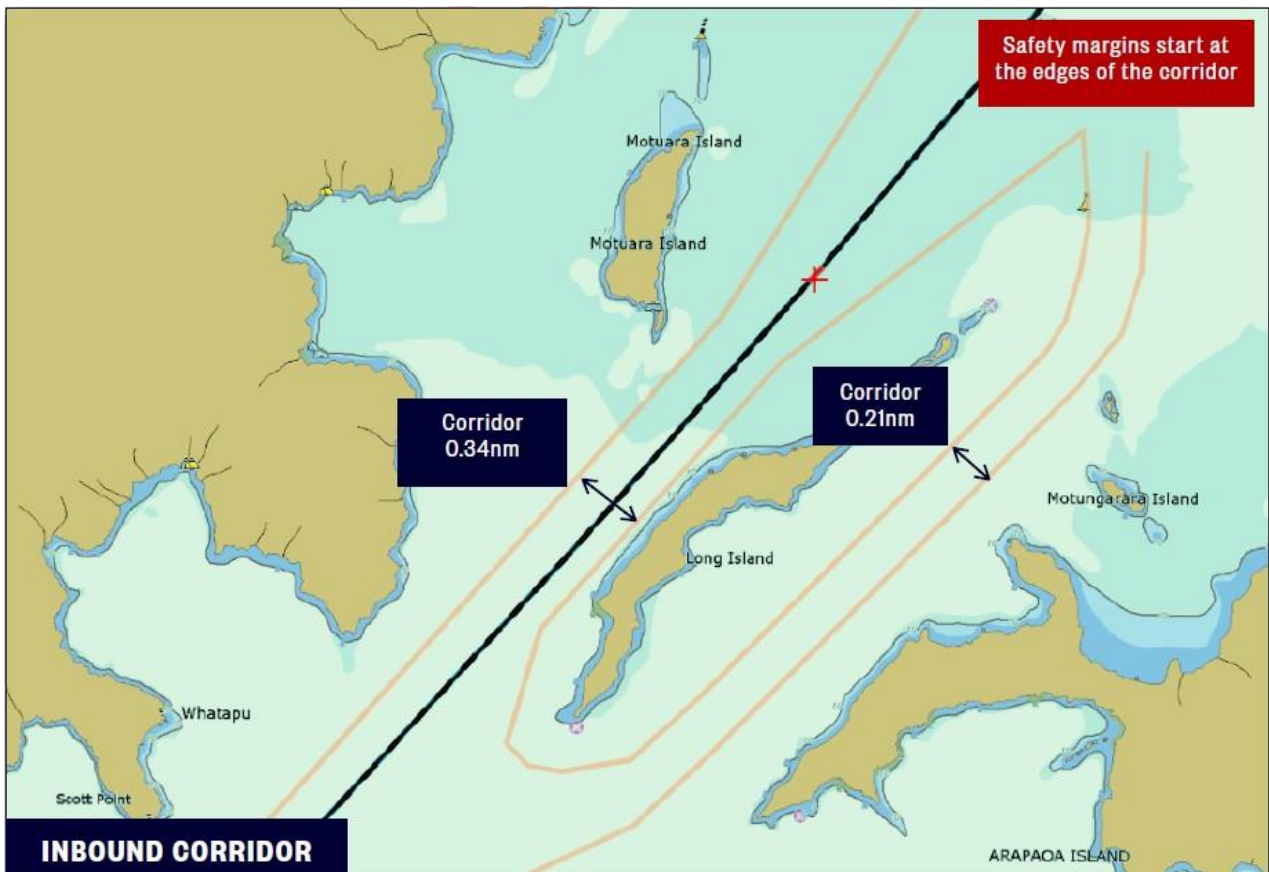 Safety margins start at
the edges of the corridor
Motuara Island
Motuara Island
Corridor
0.34nm
Corridor
0.21nm
Motungarara Island
Long Island
Whatapu
Scott Point
INBOUND CORRIDOR
ARAPAOA ISLAND